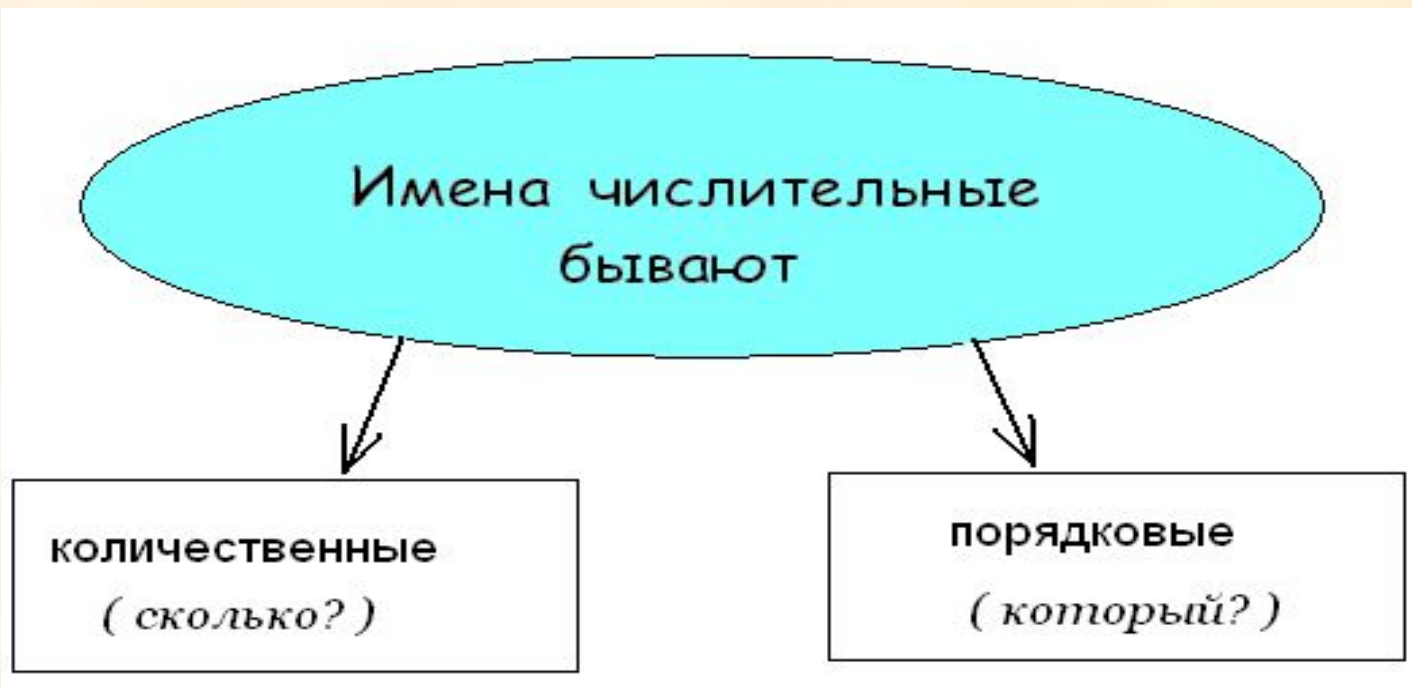 Имена числительные
бывают
количественные
( сколько? )
порядковые
( который? )